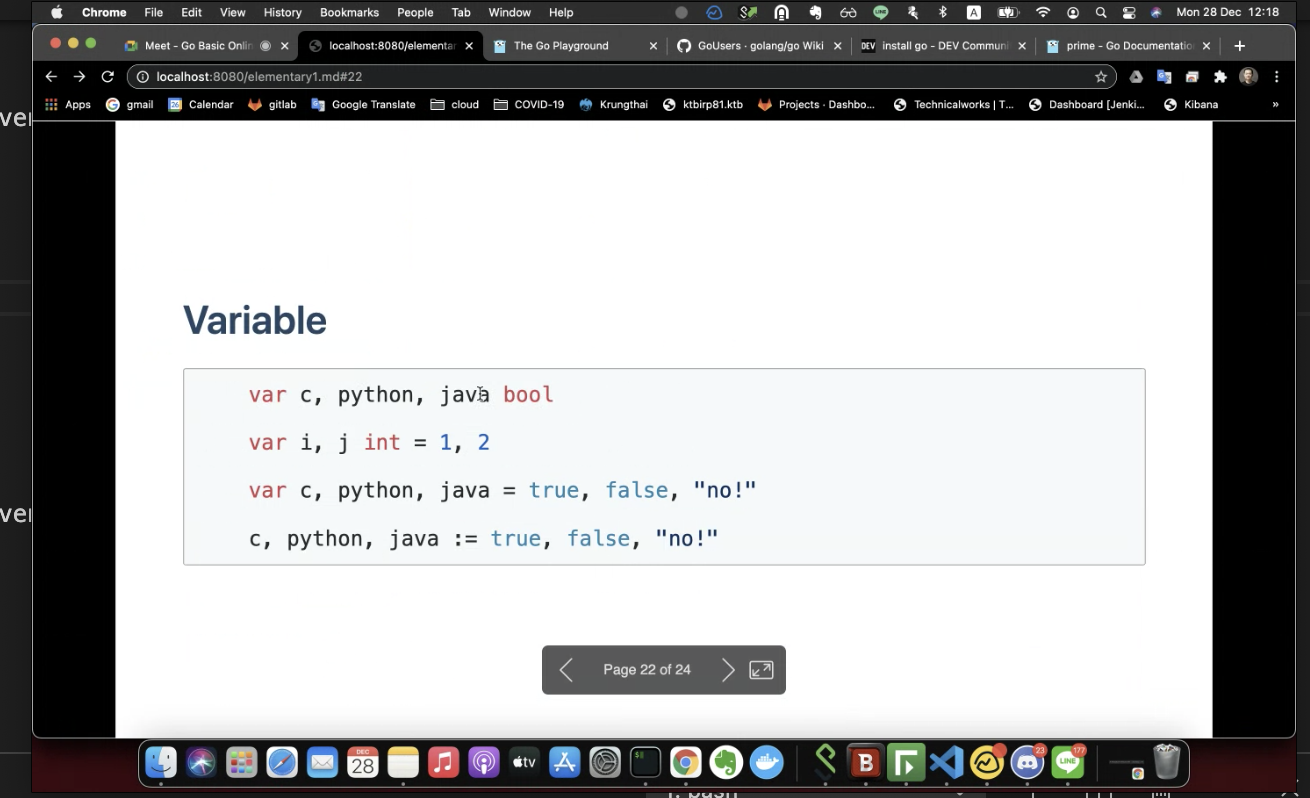 Chrome File Edit View History Bookmarks People Tab Window Help Mon 28 Dec 12:18
Meet - Go Basic Onlin localhost:8080/elementar The Go Playground GoUsers · golang/go Wiki DEV install go - DEV Communi prime - Go Documentatio
localhost:8080/elementary1.md#22
Apps gmail Calendar gitlab Google Translate cloud COVID-19 Krungthai ktbirp81.ktb Projects · Dashbo... Technicalworks | T... Dashboard [Jenki... Kibana »
Variable
var c, python, java bool
var i, j int = 1, 2
var c, python, java = true, false, "no!"
c, python, java := true, false, "no!"
Page 22 of 24
DEC
28
tv
23
177